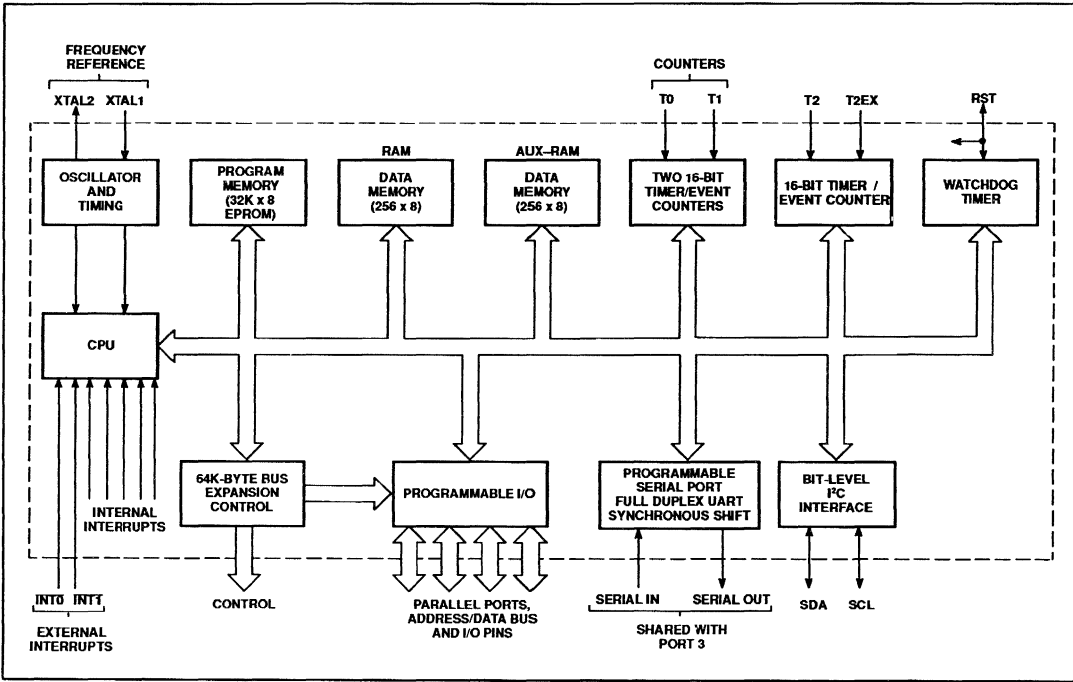 FREQUENCY
REFERENCE
XTAL2
XTAL1
COUNTERS
T0
T1
T2
T2EX
RST
OSCILLATOR
AND
TIMING
PROGRAM
MEMORY
(32K x 8
EPROM)
RAM
DATA
MEMORY
(256 x 8)
AUX–RAM
DATA
MEMORY
(256 x 8)
TWO 16-BIT
TIMER/EVENT
COUNTERS
16-BIT TIMER /
EVENT COUNTER
WATCHDOG
TIMER
CPU
INTERNAL
INTERRUPTS
64K-BYTE BUS
EXPANSION
CONTROL
PROGRAMMABLE I/O
PROGRAMMABLE
SERIAL PORT
FULL DUPLEX UART
SYNCHRONOUS SHIFT
BIT-LEVEL
I²C
INTERFACE
INT0
INT1
EXTERNAL
INTERRUPTS
CONTROL
PARALLEL PORTS,
ADDRESS/DATA BUS
AND I/O PINS
SERIAL IN
SERIAL OUT
SHARED WITH
PORT 3
SDA
SCL